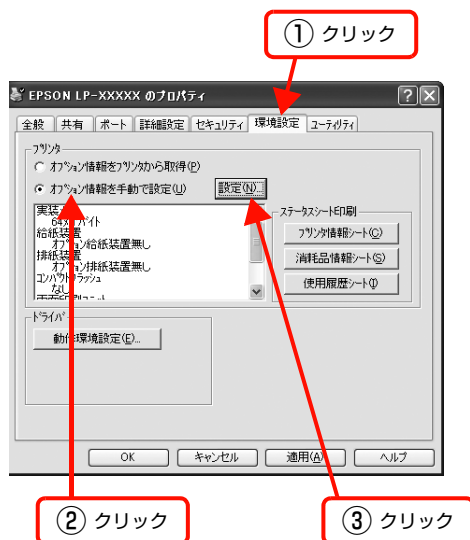 ① クリック
EPSON LP-XXXXX のプロパティ
全般 共有 ポート 詳細設定 セキュリティ 環境設定 ユーティリティ
プリンタ
オプション情報をプリンタから取得(P)
オプション情報を手動で設定(U) 設定(N)...
給紙装置
オプション給紙装置無し
排紙装置
オプション排紙装置無し
コンパクトフラッシュ
なし
ステータスシート印刷
プリンタ情報シート(C)
消耗品情報シート(S)
使用履歴シート(I)
ドライバ
動作環境設定(E)...
OK キャンセル 適用(A) ヘルプ
② クリック
③ クリック